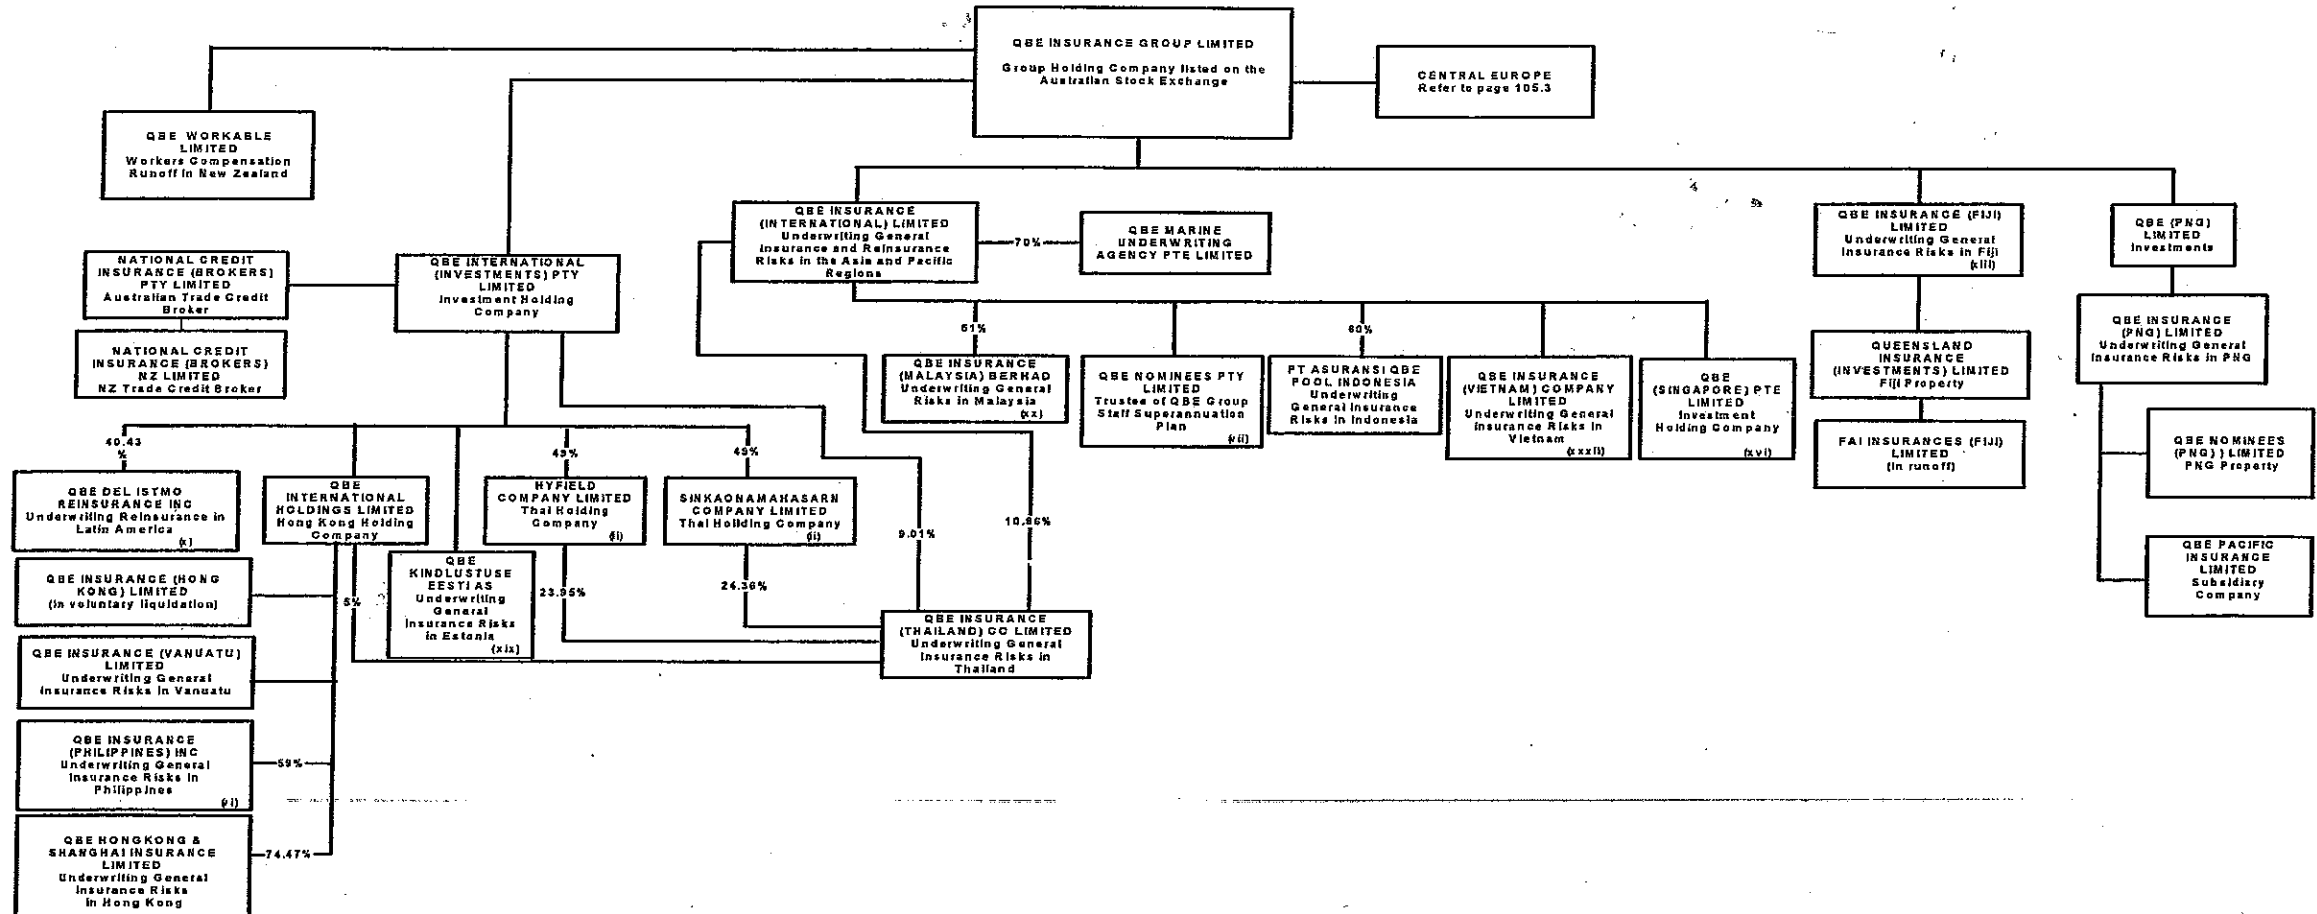 QBE INSURANCE GROUP LIMITED
Group Holding Company listed on the
Australian Stock Exchange
CENTRAL EUROPE
Refer to page 105.3
QBE WORKABLE
LIMITED
Workers Compensation
Runoff in New Zealand
QBE INSURANCE
(INTERNATIONAL) LIMITED
Underwriting General
Insurance and Reinsurance
Risks in the Asia and Pacific
Regions
70%
QBE MARINE
UNDERWRITING
AGENCY PTE LIMITED
QBE INSURANCE (FIJI)
LIMITED
Underwriting General
Insurance Risks in Fiji
(xiii)
QBE (PNG)
LIMITED
Investments
NATIONAL CREDIT
INSURANCE (BROKERS)
PTY LIMITED
Australian Trade Credit
Broker
QBE INTERNATIONAL
(INVESTMENTS) PTY
LIMITED
Investment Holding
Company
NATIONAL CREDIT
INSURANCE (BROKERS)
NZ LIMITED
NZ Trade Credit Broker
51%
QBE INSURANCE
(MALAYSIA) BERHAD
Underwriting General
Risks in Malaysia
(xx)
QBE NOMINEES PTY
LIMITED
Trustee of QBE Group
Staff Superannuation
Plan
(vii)
60%
PT ASURANSI QBE
POOL INDONESIA
Underwriting
General Insurance
Risks in Indonesia
QBE INSURANCE
(VIETNAM) COMPANY
LIMITED
Underwriting General
Insurance Risks in
Vietnam
(xxxii)
QBE
(SINGAPORE) PTE
LIMITED
Investment
Holding Company
(xvi)
QUEENSLAND
INSURANCE
(INVESTMENTS) LIMITED
Fiji Property
FAI INSURANCES (FIJI)
LIMITED
(in runoff)
QBE INSURANCE
(PNG) LIMITED
Underwriting General
Insurance Risks in PNG
QBE NOMINEES
(PNG) ) LIMITED
PNG Property
QBE PACIFIC
INSURANCE
LIMITED
Subsidiary
Company
40.43
%
QBE DEL ISTMO
REINSURANCE INC
Underwriting Reinsurance in
Latin America
(x)
QBE
INTERNATIONAL
HOLDINGS LIMITED
Hong Kong Holding
Company
49%
HYFIELD
COMPANY LIMITED
Thai Holding
Company
(ii)
49%
SINKAONAMAHASARN
COMPANY LIMITED
Thai Holding Company
(ii)
9.01%
10.86%
QBE INSURANCE (HONG
KONG) LIMITED
(in voluntary liquidation)
5%
QBE
KINDLUSTUSE
EESTI AS
Underwriting
General
Insurance Risks
in Estonia
(xix)
23.95%
24.36%
QBE INSURANCE
(THAILAND) CO LIMITED
Underwriting General
Insurance Risks in
Thailand
QBE INSURANCE (VANUATU)
LIMITED
Underwriting General
Insurance Risks in Vanuatu
QBE INSURANCE
(PHILIPPINES) INC
Underwriting General
Insurance Risks in
Philippines
59%
QBE HONGKONG &
SHANGHAI INSURANCE
LIMITED
Underwriting General
Insurance Risks
in Hong Kong
74.47%